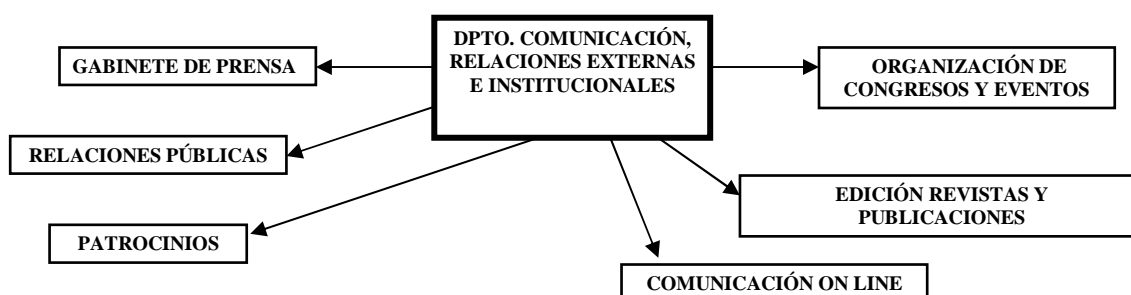 DPTO. COMUNICACIÓN,
RELACIONES EXTERNAS
E INSTITUCIONALES
GABINETE DE PRENSA
ORGANIZACIÓN DE
CONGRESOS Y EVENTOS
RELACIONES PÚBLICAS
EDICIÓN REVISTAS Y
PUBLICACIONES
PATROCINIOS
COMUNICACIÓN ON LINE